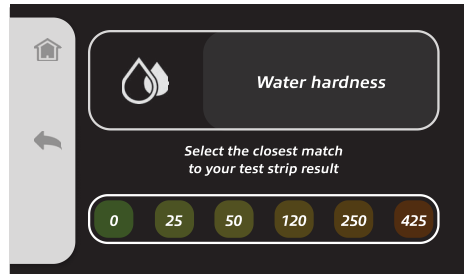 Water hardness
Select the closest match
to your test strip result
0 25 50 120 250 425